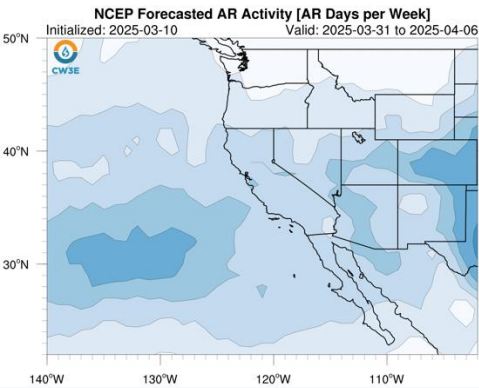 NCEP Forecasted AR Activity [AR Days per Week]
Initialized: 2025-03-10 Valid: 2025-03-31 to 2025-04-06
50°N
CW3E
40°N
30°N
140°W 130°W 120°W 110°W